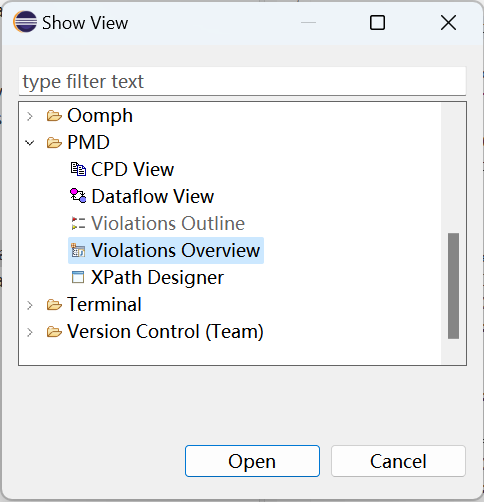 Show View
type filter text
Oomph
PMD
CPD View
Dataflow View
Violations Outline
Violations Overview
XPath Designer
Terminal
Version Control (Team)
Open
Cancel